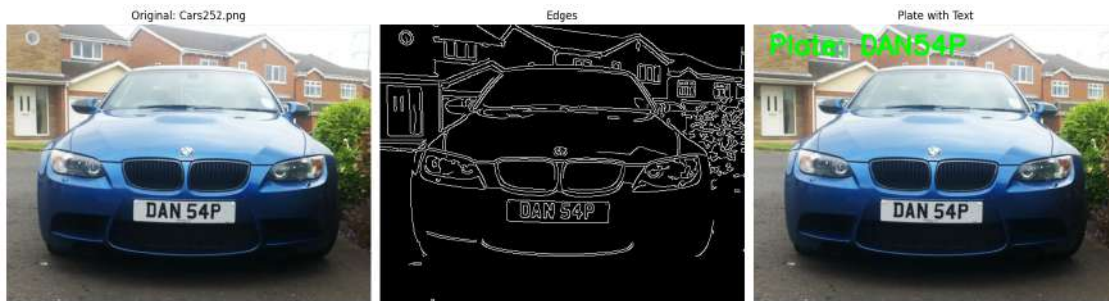 Original: Cars252.png
Edges
Plate with Text
Plate: DAN54P
DAN 54P
DAN 54P
DAN 54P